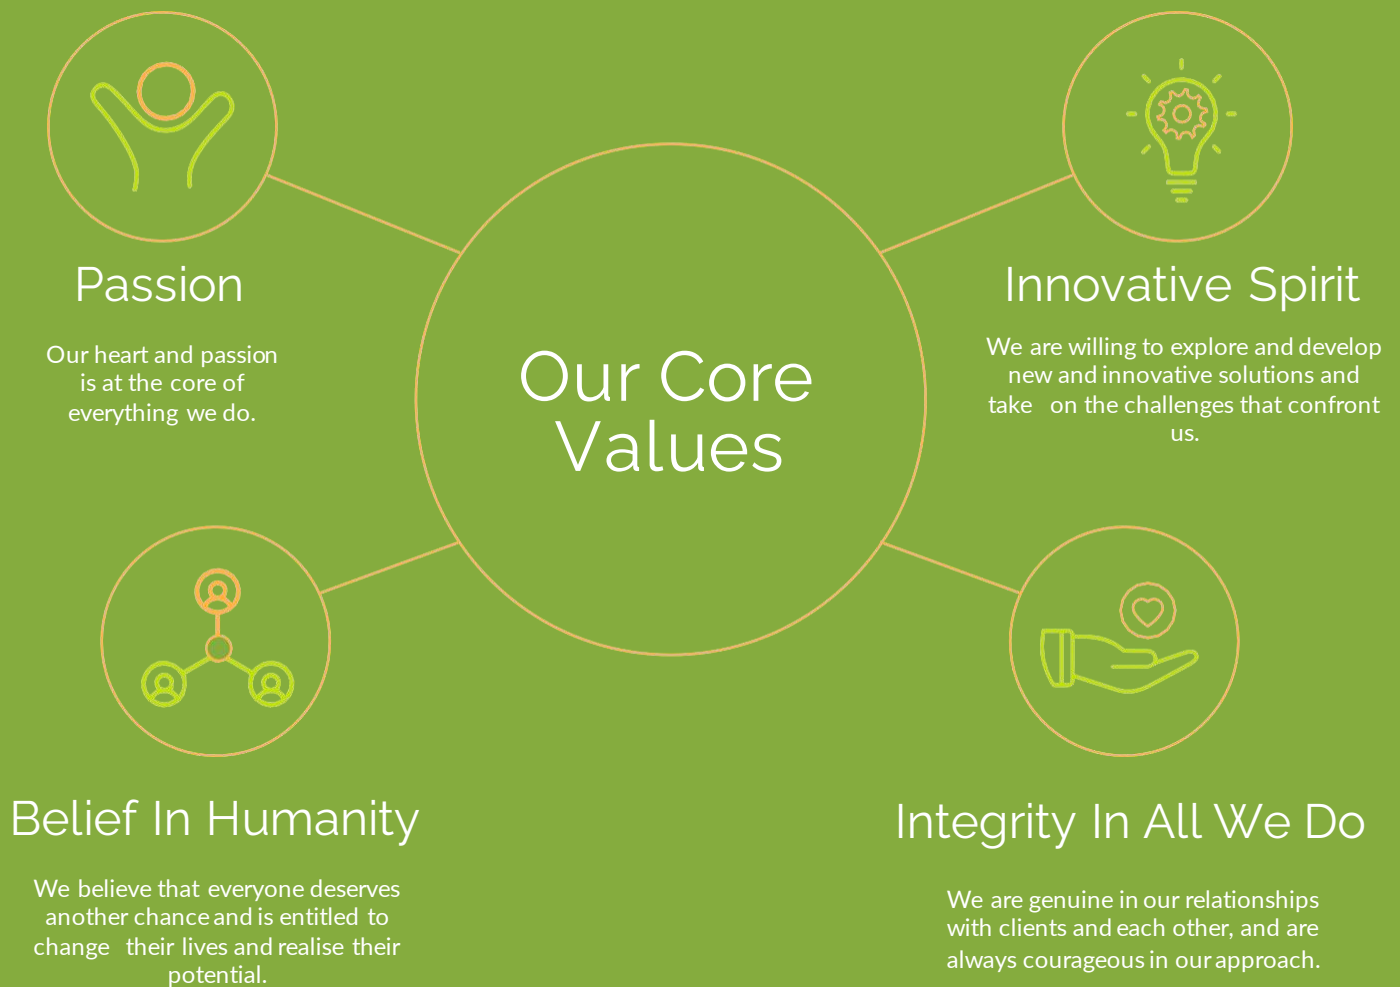 Passion
Our heart and passion
is at the core of
everything we do.
Innovative Spirit
We are willing to explore and develop
new and innovative solutions and
take on the challenges that confront
us.
Our Core
Values
Belief In Humanity
We believe that everyone deserves
another chance and is entitled to
change their lives and realise their
potential.
Integrity In All We Do
We are genuine in our relationships
with clients and each other, and are
always courageous in our approach.